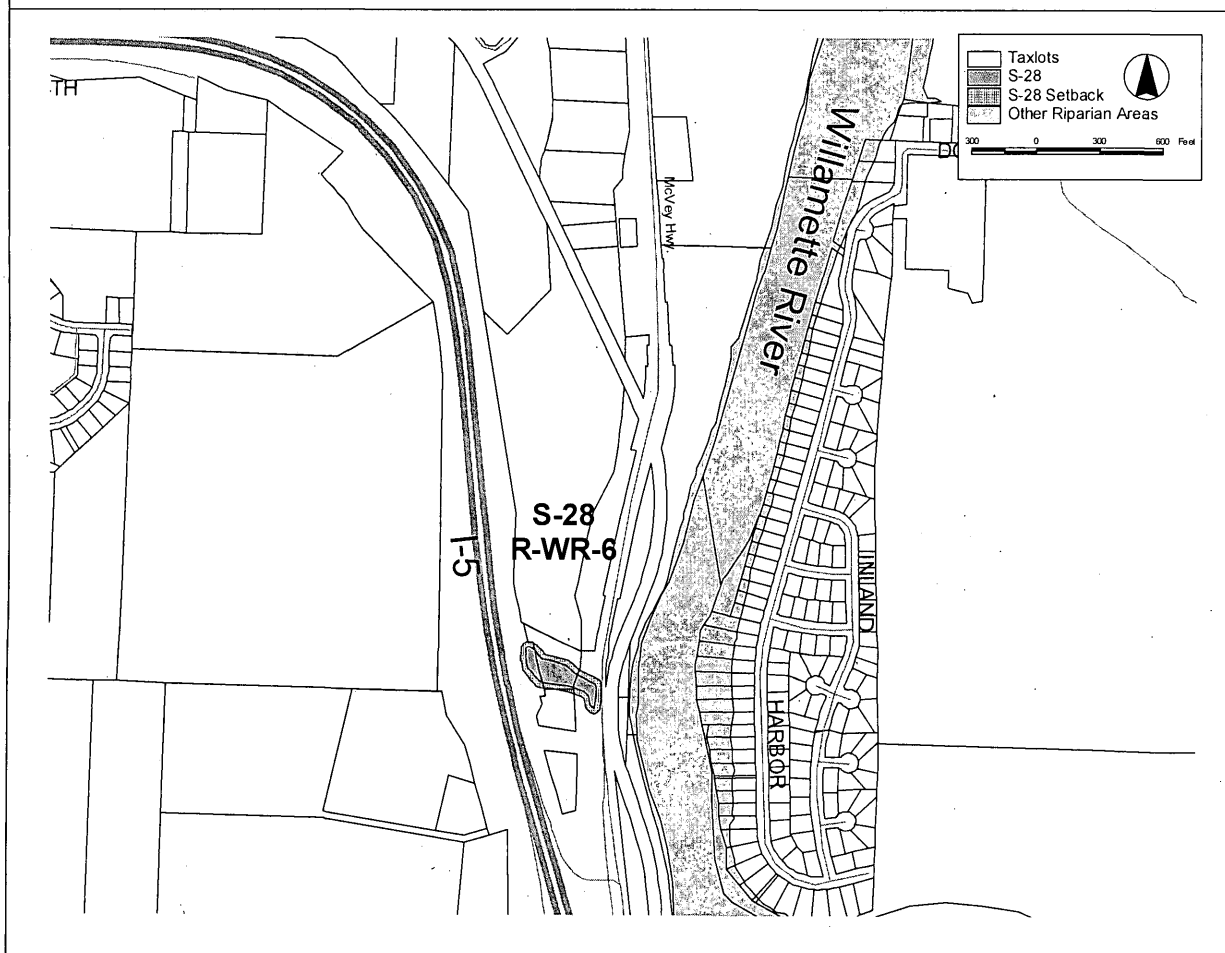 TH
Taxlots
S-28
S-28 Setback
Other Riparian Areas
300 0 300 600 Feet
Willamette River
McVey Hwy.
S-28
R-WR-6
I-5
INLAND
HARBOR